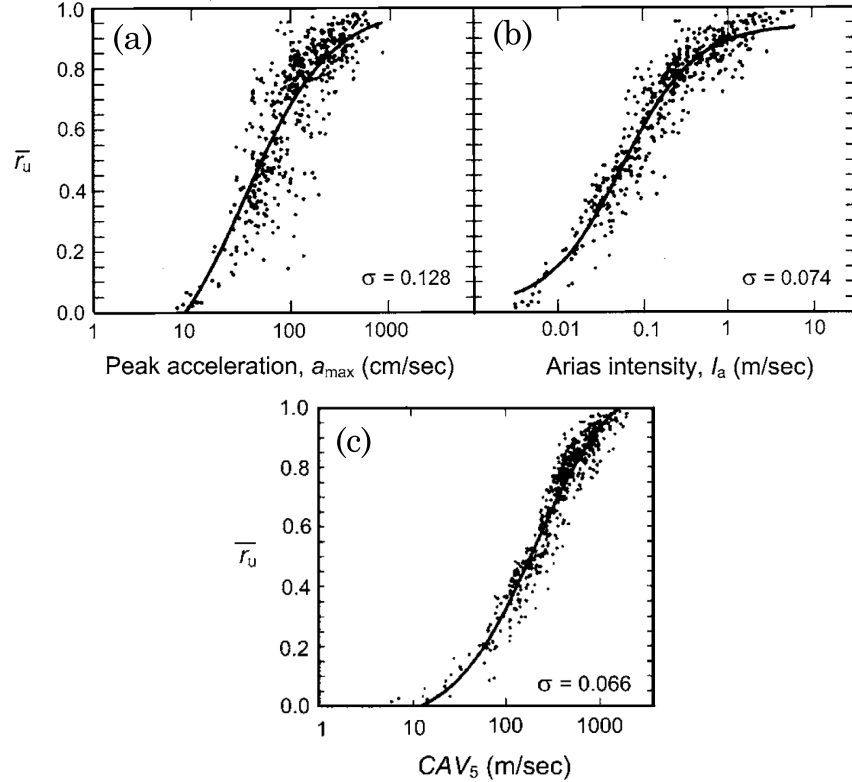 (a)
1.0
0.8
0.6
0.4
0.2
0.0
r̅u
σ = 0.128
1 10 100 1000
Peak acceleration, amax (cm/sec)
(b)
σ = 0.074
0.01 0.1 1 10
Arias intensity, Ia (m/sec)
(c)
1.0
0.8
0.6
0.4
0.2
0.0
r̅u
σ = 0.066
1 10 100 1000
CAV5 (m/sec)